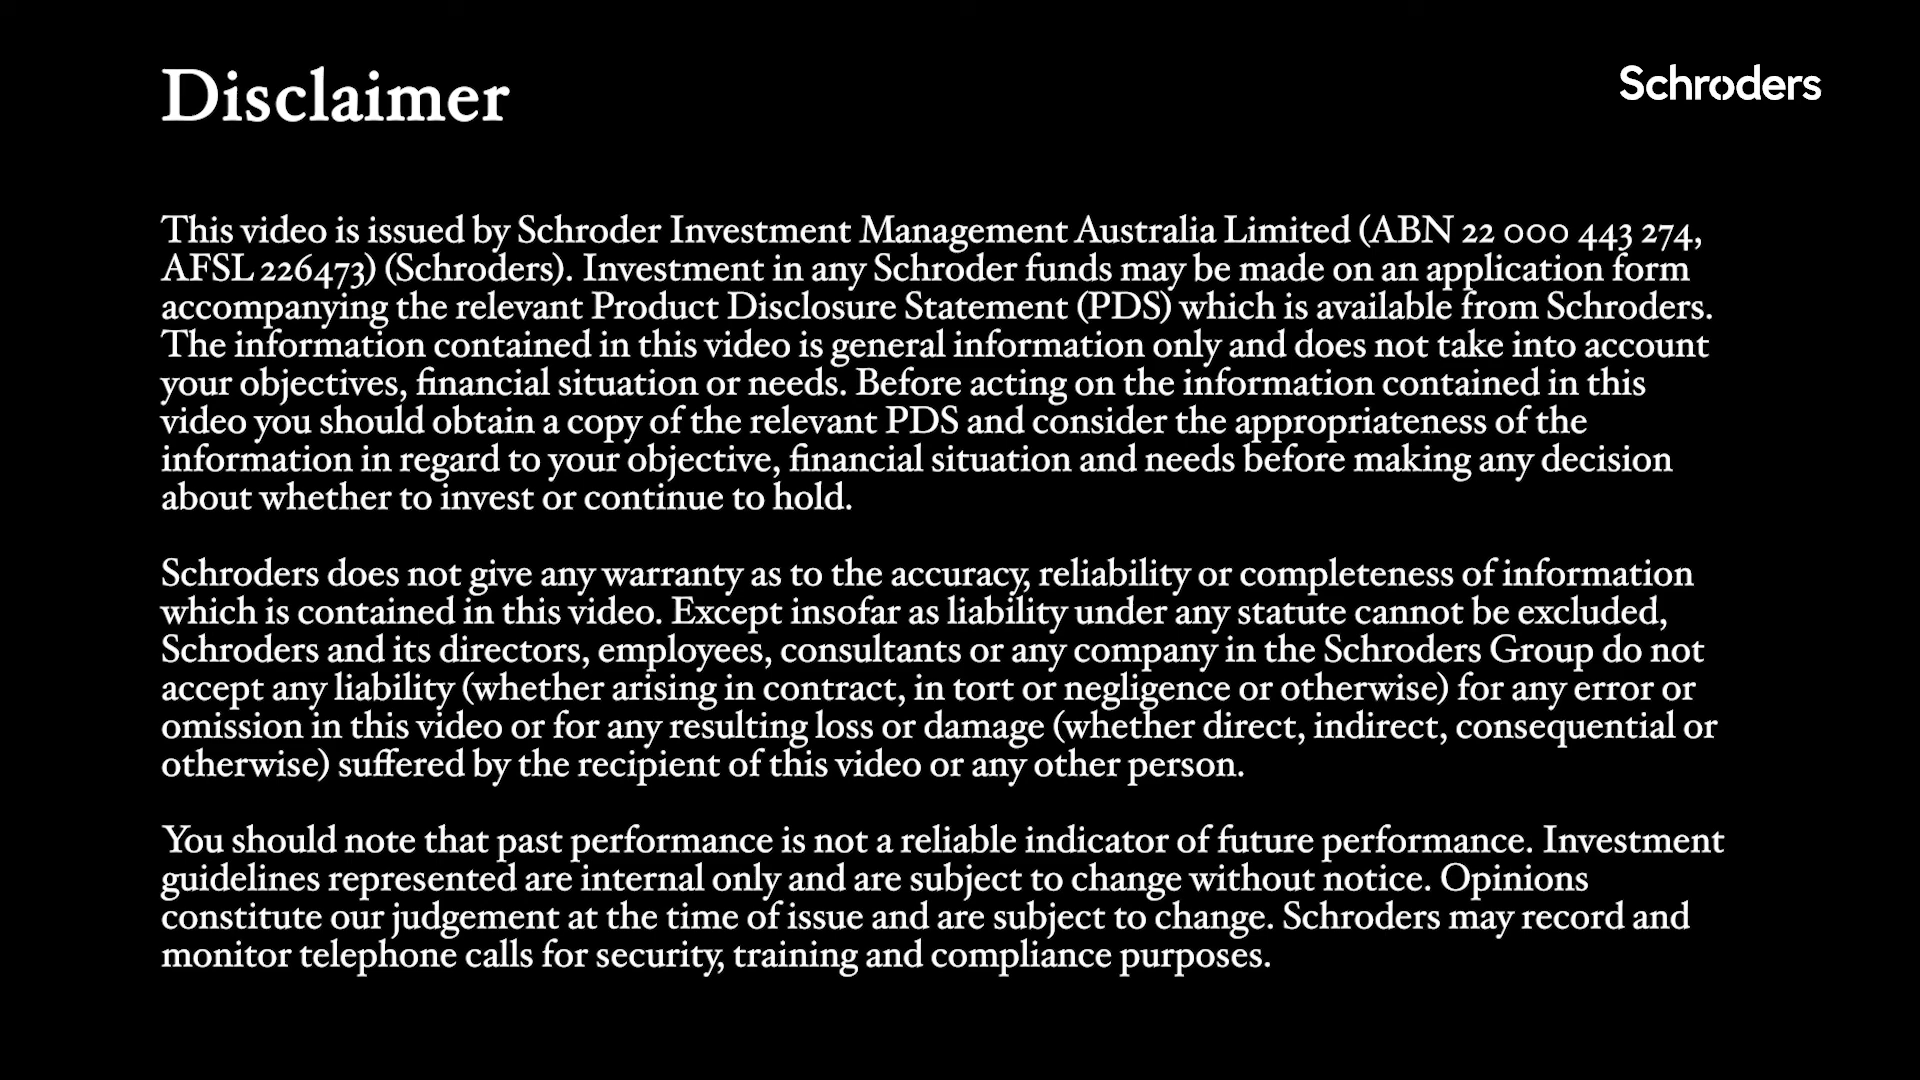 Disclaimer
Schroders
This video is issued by Schroder Investment Management Australia Limited (ABN 22 000 443 274,
AFSL 226473) (Schroders). Investment in any Schroder funds may be made on an application form
accompanying the relevant Product Disclosure Statement (PDS) which is available from Schroders.
The information contained in this video is general information only and does not take into account
your objectives, financial situation or needs. Before acting on the information contained in this
video you should obtain a copy of the relevant PDS and consider the appropriateness of the
information in regard to your objective, financial situation and needs before making any decision
about whether to invest or continue to hold.
Schroders does not give any warranty as to the accuracy, reliability or completeness of information
which is contained in this video. Except insofar as liability under any statute cannot be excluded,
Schroders and its directors, employees, consultants or any company in the Schroders Group do not
accept any liability (whether arising in contract, in tort or negligence or otherwise) for any error or
omission in this video or for any resulting loss or damage (whether direct, indirect, consequential or
otherwise) suffered by the recipient of this video or any other person.
You should note that past performance is not a reliable indicator of future performance. Investment
guidelines represented are internal only and are subject to change without notice. Opinions
constitute our judgement at the time of issue and are subject to change. Schroders may record and
monitor telephone calls for security, training and compliance purposes.